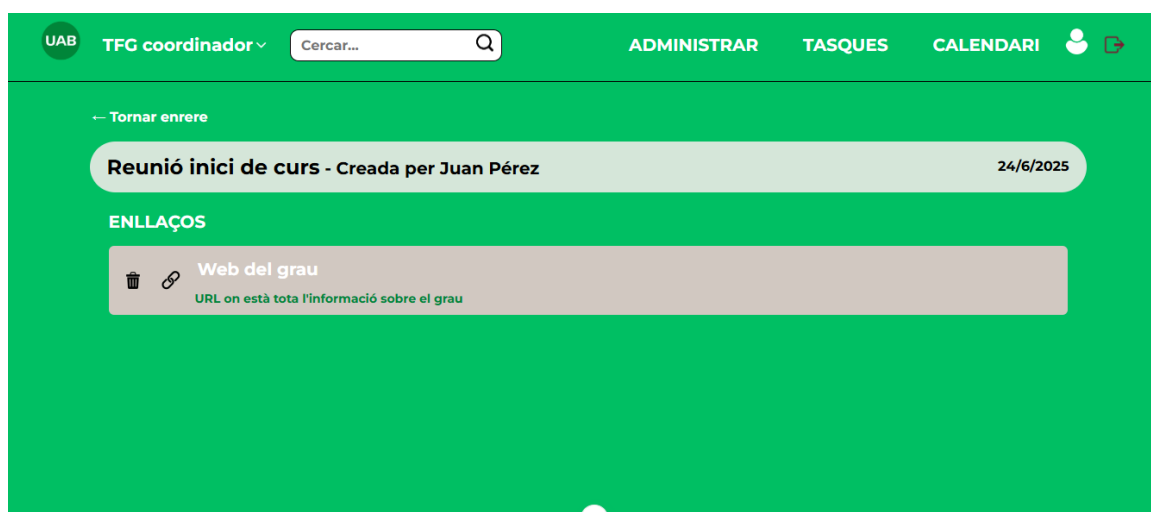 UAB
TFG coordinador
Cercar...
ADMINISTRAR
TASQUES
CALENDARI
← Tornar enrere
Reunió inici de curs - Creada per Juan Pérez
24/6/2025
ENLLAÇOS
Web del grau
URL on està tota l'informació sobre el grau